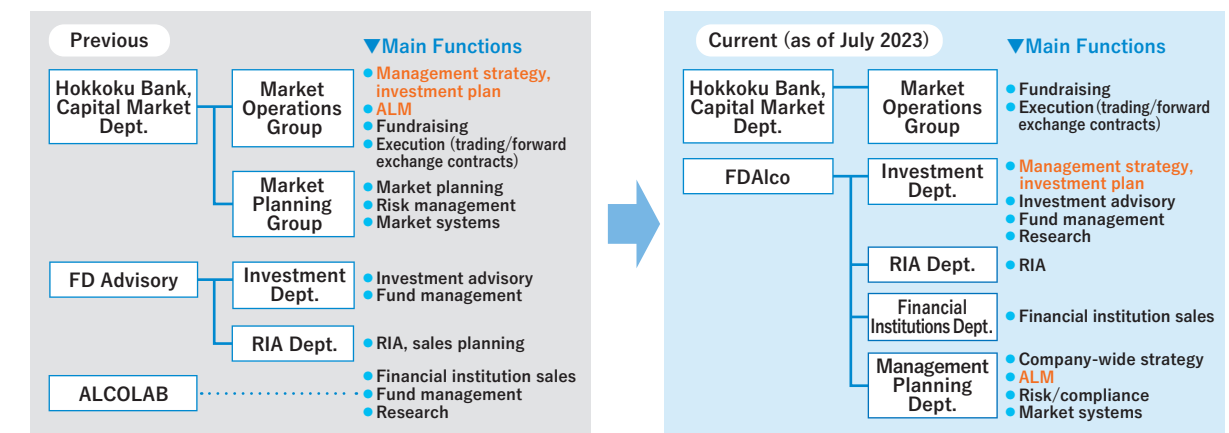 Previous
▼Main Functions
Hokkoku Bank,
Capital Market
Dept.
Market
Operations
Group
● Management strategy,
investment plan
● ALM
● Fundraising
● Execution (trading/forward
exchange contracts)
Market
Planning
Group
● Market planning
● Risk management
● Market systems
FD Advisory
Investment
Dept.
● Investment advisory
● Fund management
RIA Dept.
● RIA, sales planning
ALCOLAB
● Financial institution sales
● Fund management
● Research
Current (as of July 2023)
▼Main Functions
Hokkoku Bank,
Capital Market
Dept.
Market
Operations
Group
● Fundraising
● Execution (trading/forward
exchange contracts)
FDAlco
Investment
Dept.
● Management strategy,
investment plan
● Investment advisory
● Fund management
● Research
RIA Dept.
● RIA
Financial
Institutions Dept.
● Financial institution sales
Management
Planning
Dept.
● Company-wide strategy
● ALM
● Risk/compliance
● Market systems